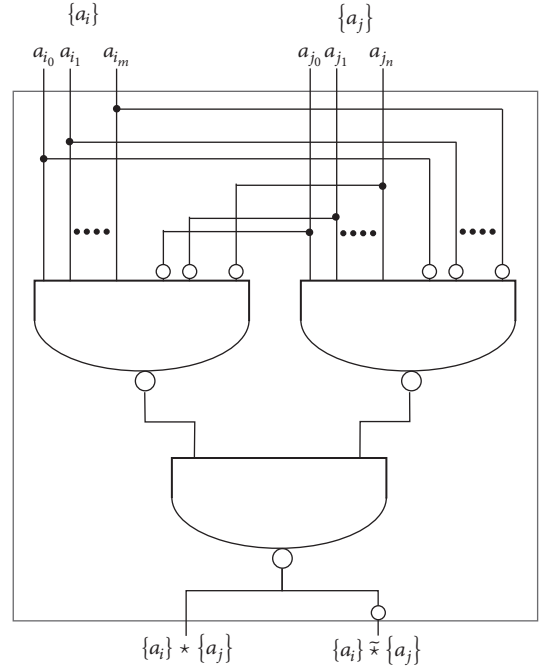 {a_i} {a_j}
a_{i_0} a_{i_1} a_{i_m} a_{j_0} a_{j_1} a_{j_n}
{a_i} ⋆ {a_j} {a_i} ⋆̃ {a_j}